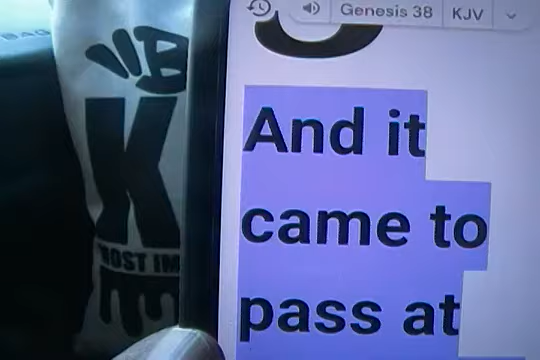 Genesis 38 KJV
And it
came to
pass at
K